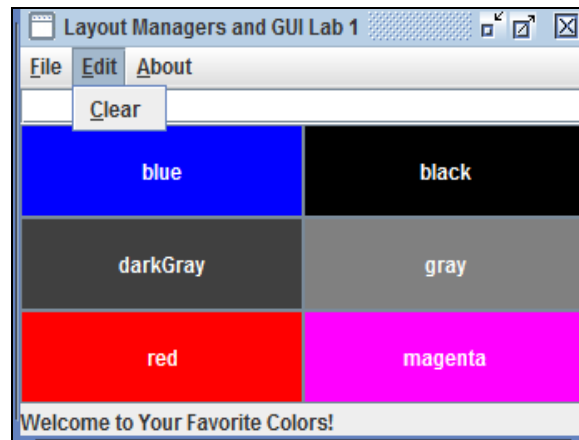 Layout Managers and GUI Lab 1
File Edit About
Clear
blue black
darkGray gray
red magenta
Welcome to Your Favorite Colors!